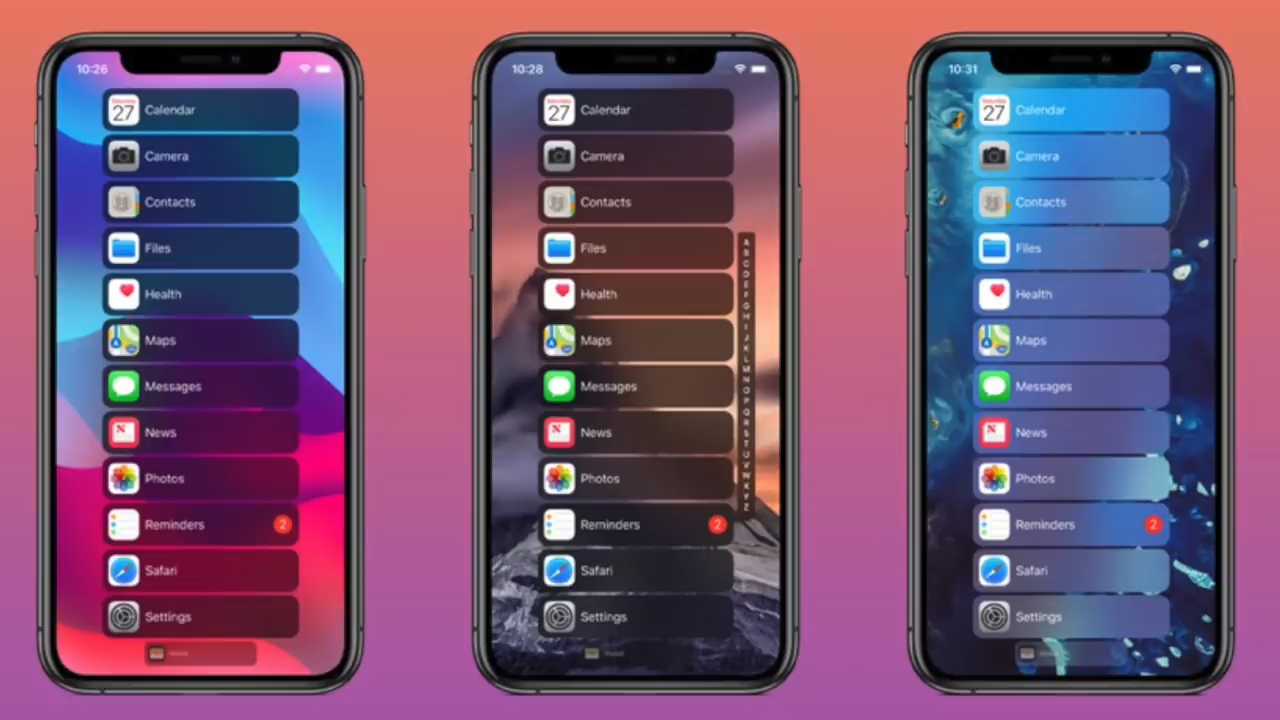 10:26
27
Calendar
Camera
Contacts
Files
Health
Maps
Messages
News
Photos
Reminders
2
Safari
Settings
10:28
27
Calendar
Camera
Contacts
Files
Health
Maps
Messages
News
Photos
Reminders
2
Safari
Settings
A
B
C
D
E
F
G
H
I
J
K
L
M
N
O
P
Q
R
S
T
U
V
W
X
Y
Z
10:31
27
Calendar
Camera
Contacts
Files
Health
Maps
Messages
News
Photos
Reminders
2
Safari
Settings